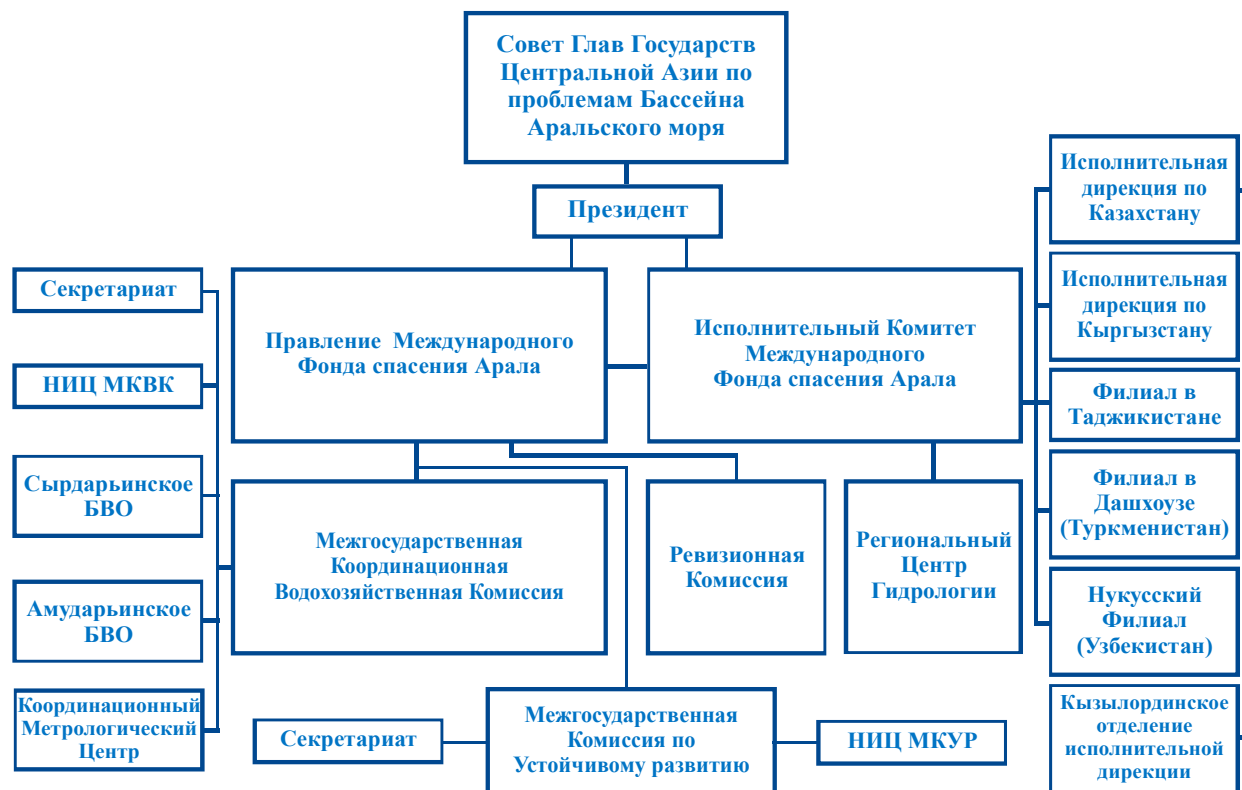 Совет Глав Государств
Центральной Азии по
проблемам Бассейна
Аральского моря
Президент
Секретариат
НИЦ МКВК
Сырдарьинское
БВО
Амударьинское
БВО
Координационный
Метрологический
Центр
Правление Международного
Фонда спасения Арала
Исполнительный Комитет
Международного
Фонда спасения Арала
Межгосударственная
Координационная
Водохозяйственная Комиссия
Ревизионная
Комиссия
Региональный
Центр
Гидрологии
Секретариат
Межгосударственная
Комиссия по
Устойчивому развитию
НИЦ МКУР
Исполнительная
дирекция по
Казахстану
Исполнительная
дирекция по
Кыргызстану
Филиал в
Таджикистане
Филиал в
Дашхоузе
(Туркменистан)
Нукусский
Филиал
(Узбекистан)
Кызылординское
отделение
исполнительной
дирекции